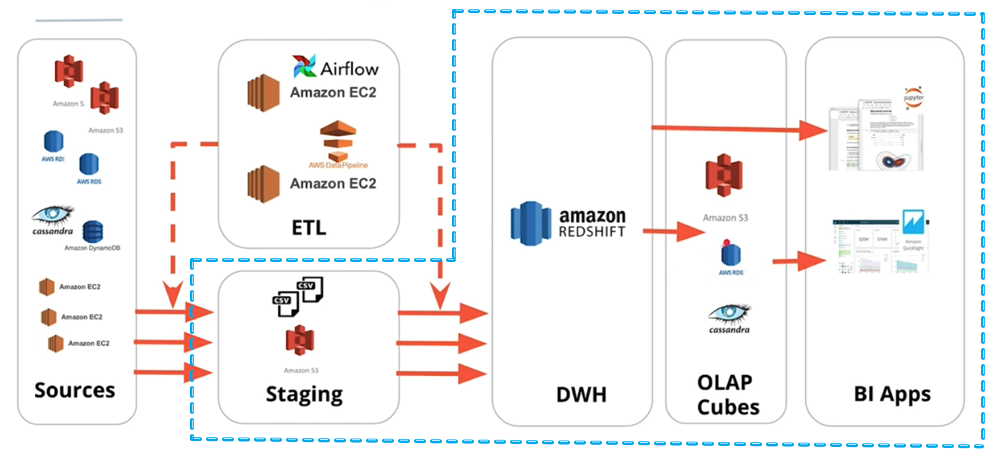 Amazon S
Amazon S3
AWS RDS
AWS RDS
cassandra
Amazon DynamoDB
Amazon EC2
Amazon EC2
Amazon EC2
Sources
Airflow
Amazon EC2
AWS Data Pipeline
Amazon EC2
ETL
CSV
CSV
Amazon S3
Staging
amazon
REDSHIFT
DWH
Amazon S3
AWS RDS
cassandra
OLAP
Cubes
jupyter
Amazon
QuickSight
BI Apps